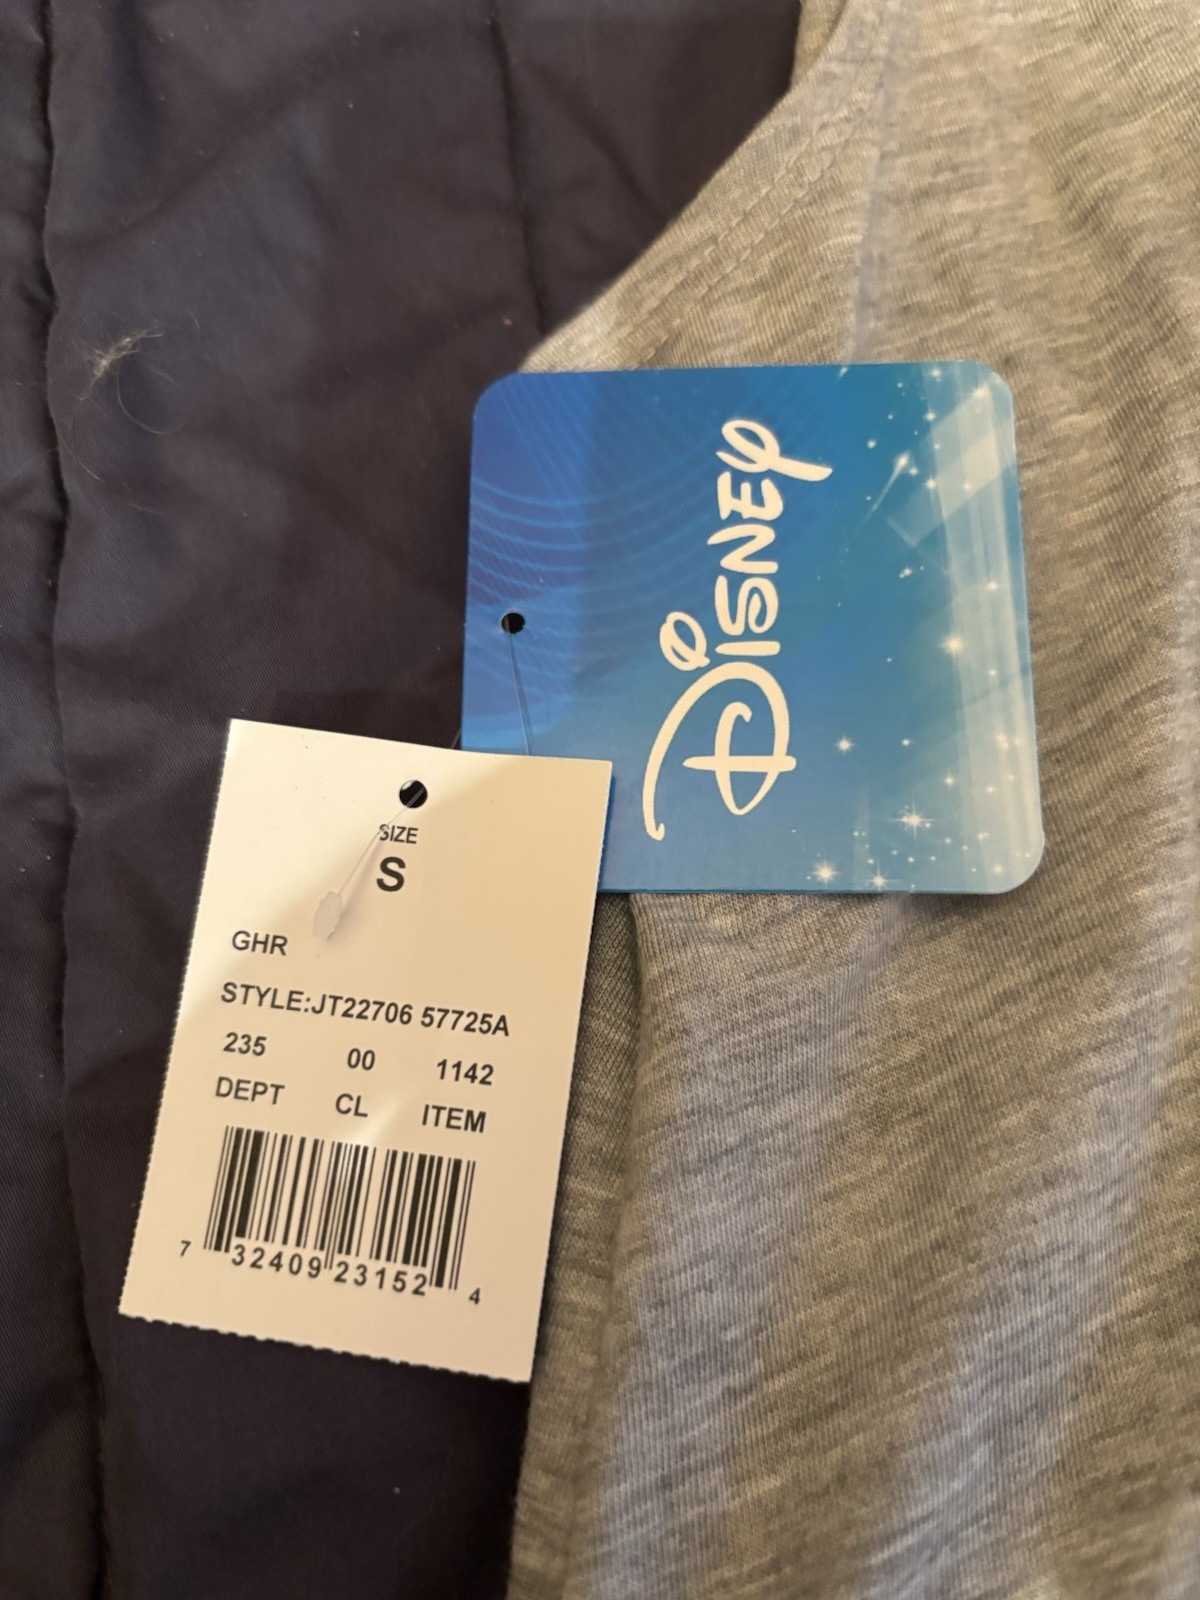 DISNEY
SIZE
S
GHR
STYLE:JT22706 57725A
235 00 1142
DEPT CL ITEM
7 32409 23152 4